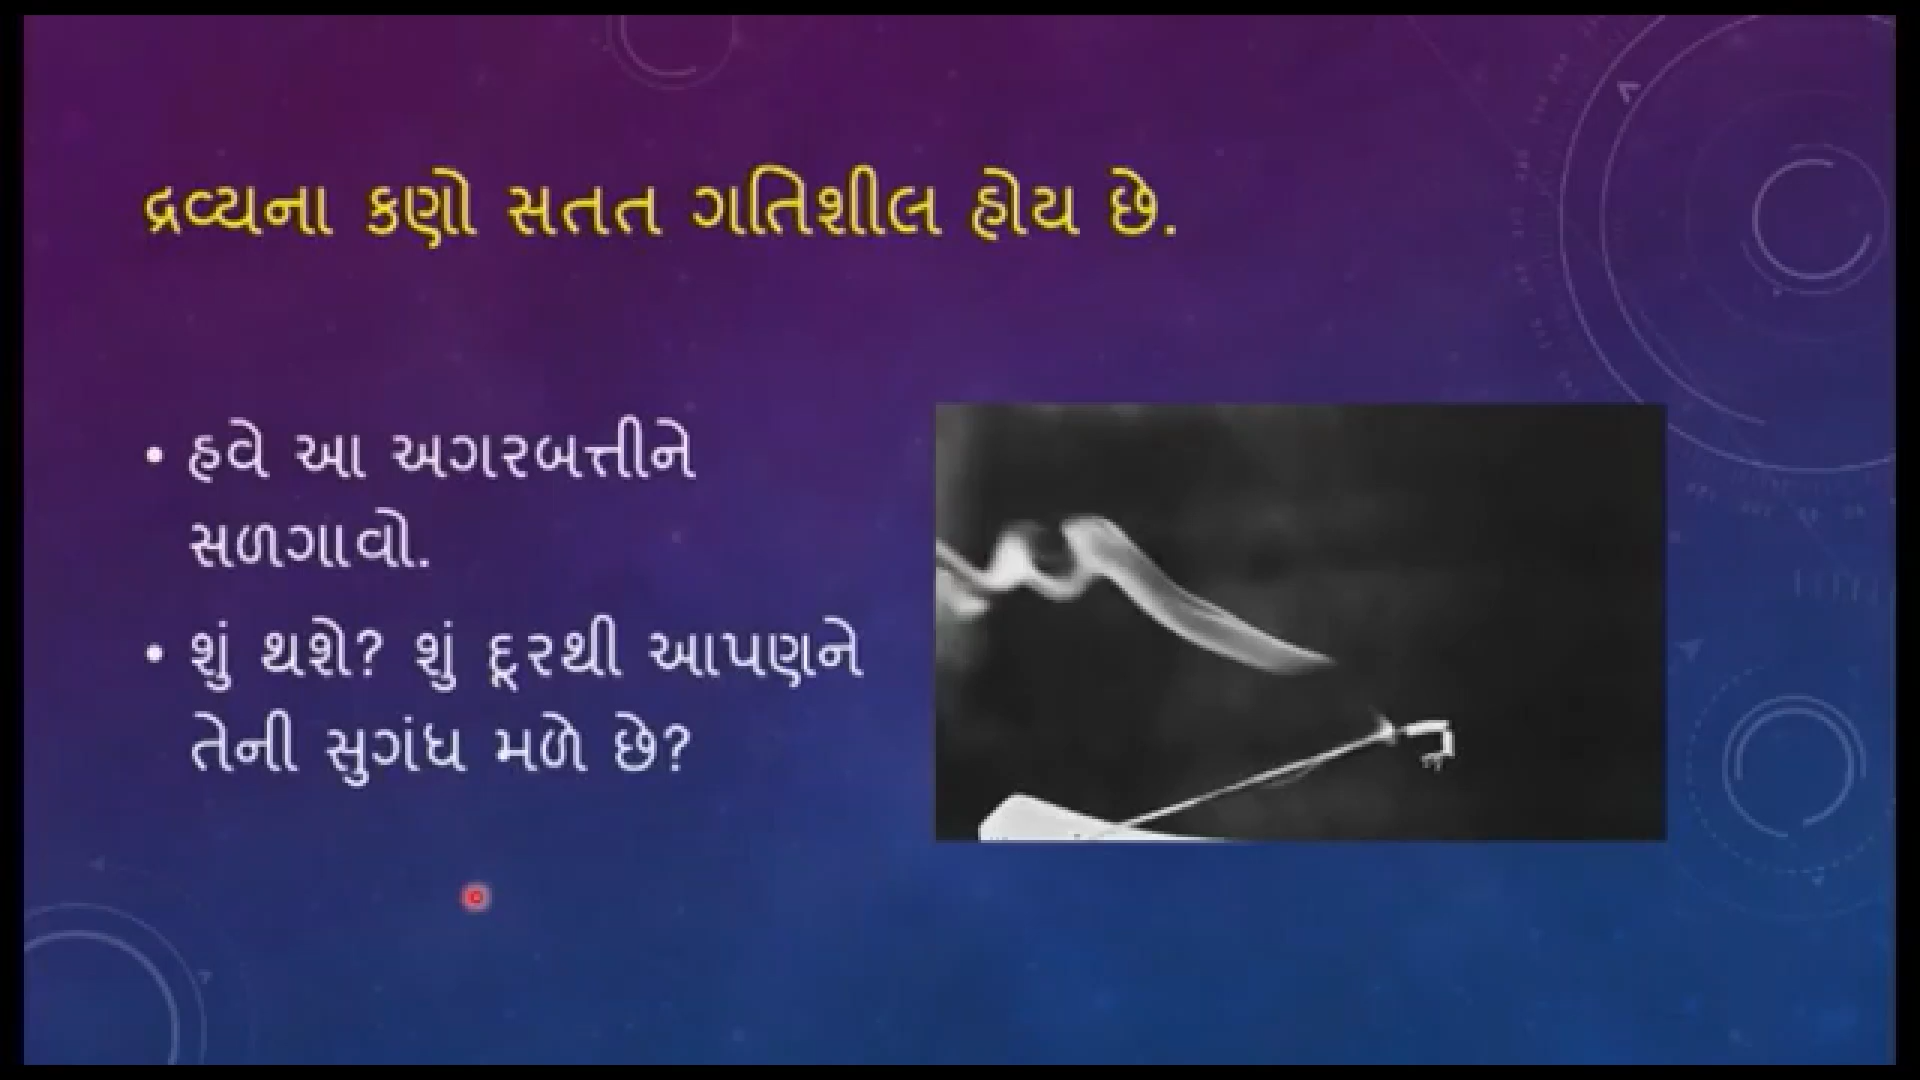 દ્રવ્યના કણો સતત ગતિશીલ હોય છે.
• હવે આ અગરબત્તીને
સળગાવો.
• શું થશે? શું દૂરથી આપણને
તેની સુગંધ મળે છે?